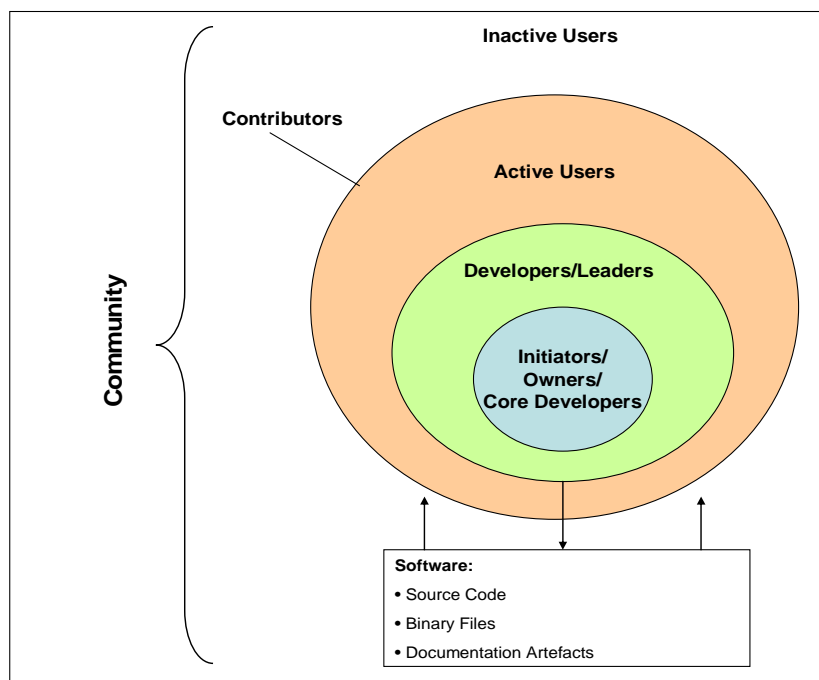 Inactive Users
Contributors
Active Users
Developers/Leaders
Initiators/
Owners/
Core Developers
Community
Software:
• Source Code
• Binary Files
• Documentation Artefacts